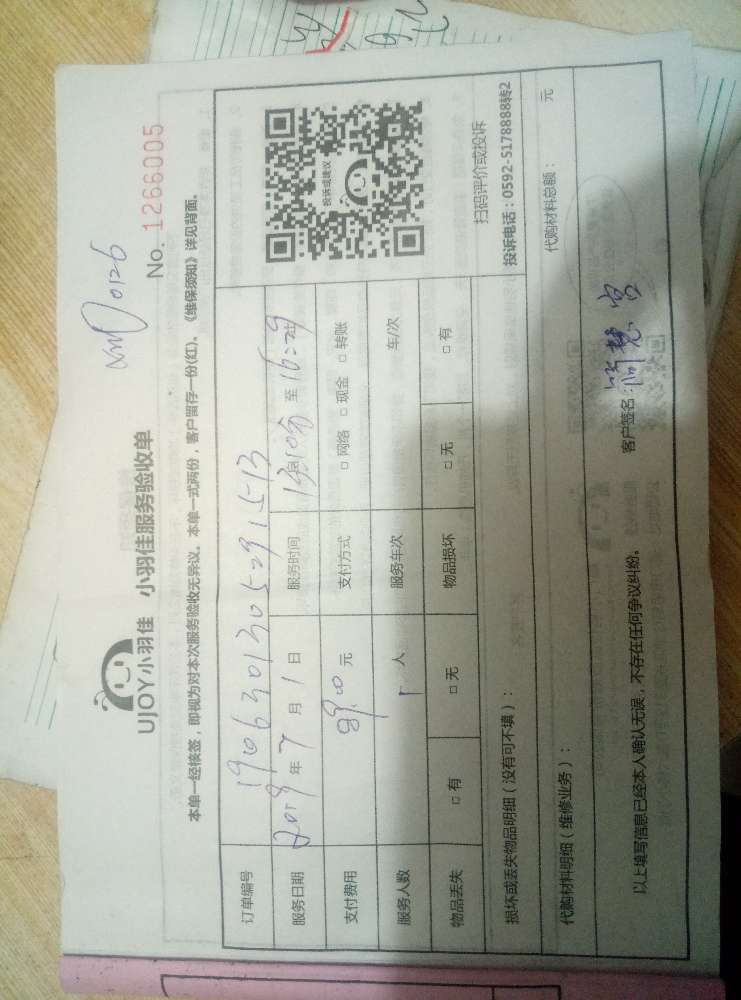 UJOY小羽佳 小羽佳服务验收单
No. 1266005
本单一经核签，即视为对本次服务验收无异议。本单一式两份，客户留存一份(红)、《维保须知》详见背面。
订单编号
服务日期 2019 年 7 月 1 日 服务时间 至 16:29
支付费用 元 支付方式 □ 网络 □ 现金 □ 转账
服务人数 1 人 服务车次 车/次
物品丢失 □ 有 □ 无 物品损坏 □ 无 □ 有
投诉或建议
扫码评价或投诉
投诉电话：0592-5178888转2
损坏或丢失物品明细（没有可不填）：
代购材料明细（维修业务）： 代购材料总额： 元
以上填写信息已经本人确认无误，不存在任何争议纠纷。 客户签名：